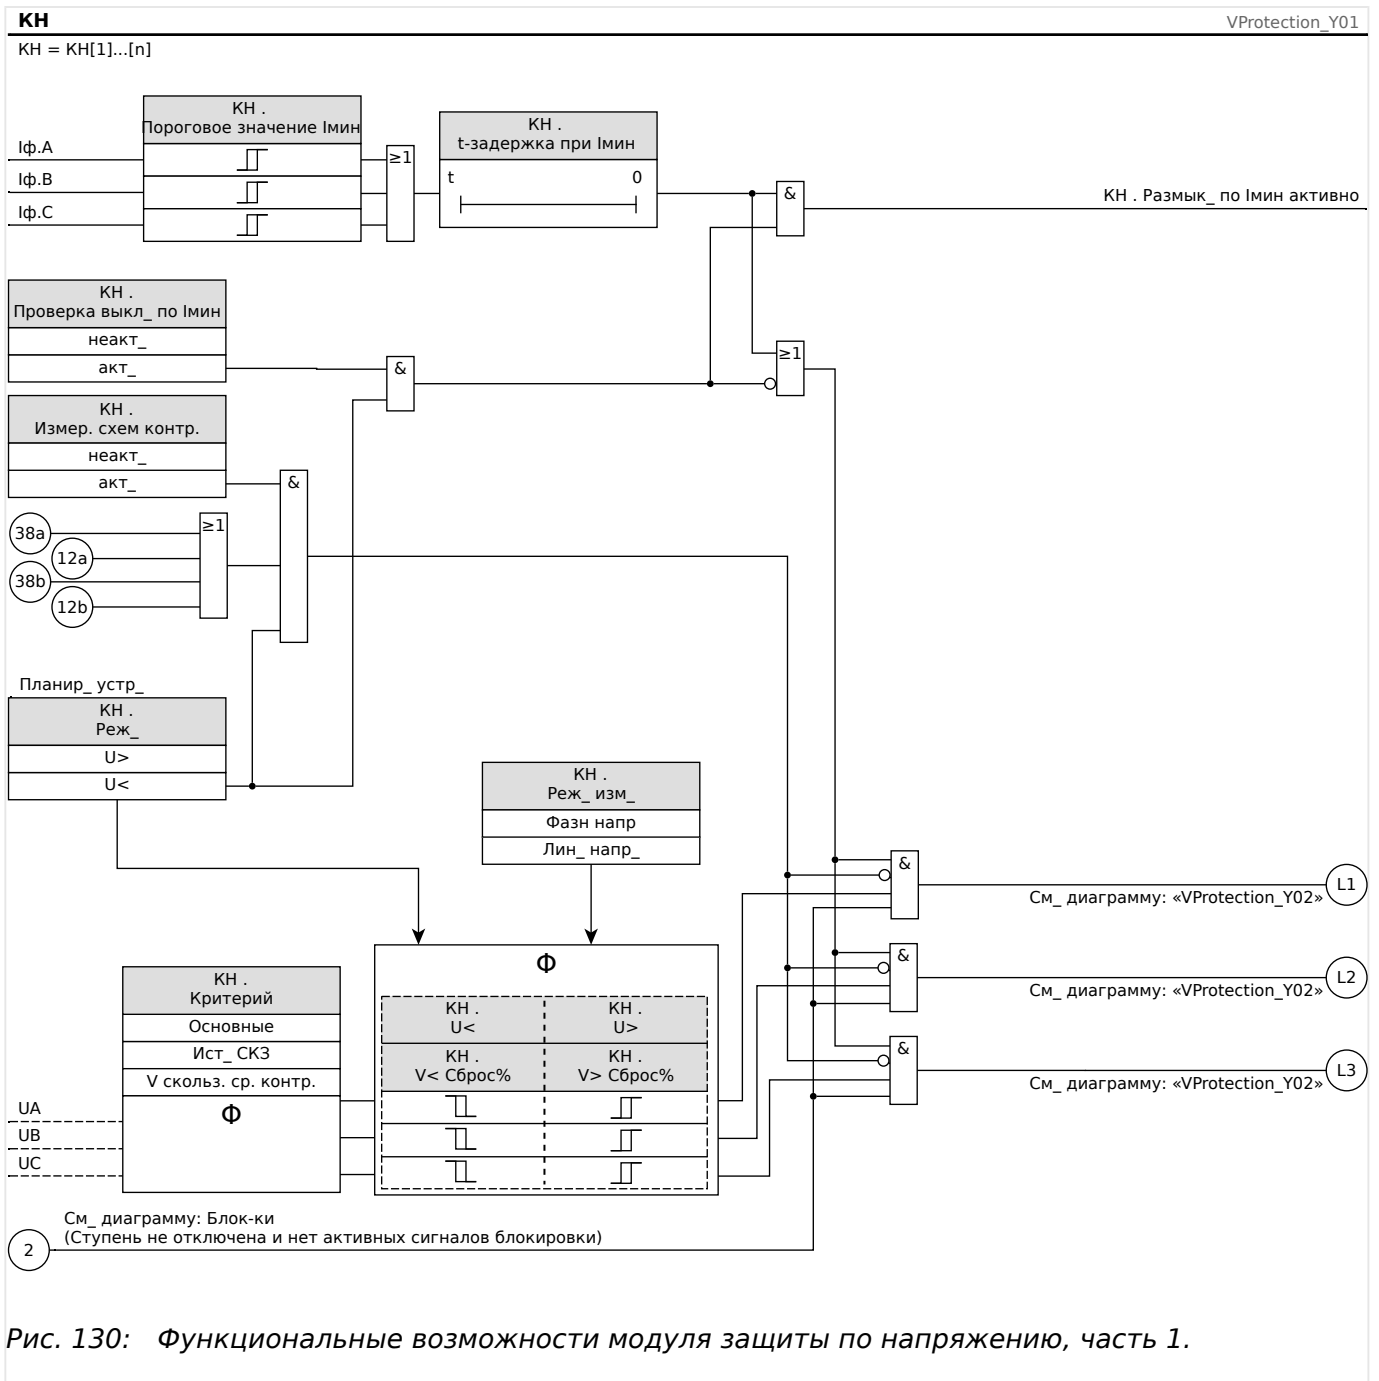 КН
VProtection_Y01
КН = КН[1]...[n]
КН .
Пороговое значение Iмин
Iф.A
Iф.B
Iф.C
≥1
КН .
t-задержка при Iмин
t 0
&
КН . Размык_ по Iмин активно
КН .
Проверка выкл_ по Iмин
неакт_
акт_
&
≥1
КН .
Измер. схем контр.
неакт_
акт_
&
38a
12a
38b
12b
≥1
Планир_ устр_
КН .
Реж_
U>
U<
КН .
Реж_ изм_
Фазн напр
Лин_ напр_
&
L1
См_ диаграмму: «VProtection_Y02»
&
L2
См_ диаграмму: «VProtection_Y02»
&
L3
См_ диаграмму: «VProtection_Y02»
Ф
КН .
U<
КН .
U>
КН .
V< Сброс%
КН .
V> Сброс%
КН .
Критерий
Основные
Ист_ СКЗ
V скольз. ср. контр.
Ф
UA
UB
UC
См_ диаграмму: Блок-ки
(Ступень не отключена и нет активных сигналов блокировки)
2
Рис. 130: Функциональные возможности модуля защиты по напряжению, часть 1.